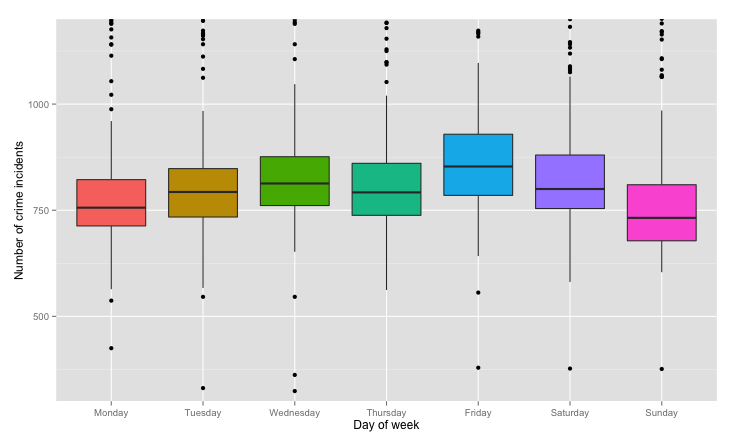 Number of crime incidents
1000
750
500
Monday Tuesday Wednesday Thursday Friday Saturday Sunday
Day of week